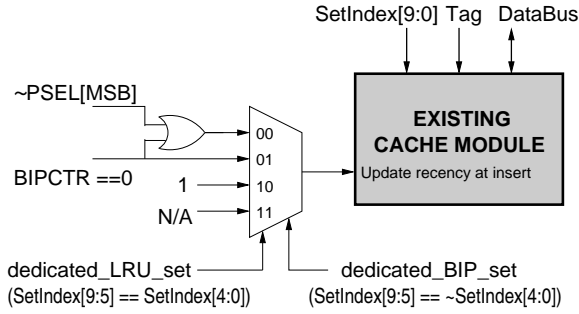 SetIndex[9:0] Tag DataBus
~PSEL[MSB]
EXISTING
CACHE MODULE
Update recency at insert
00
01
10
11
BIPCTR ==0
1
N/A
dedicated_LRU_set
(SetIndex[9:5] == SetIndex[4:0])
dedicated_BIP_set
(SetIndex[9:5] == ~SetIndex[4:0])